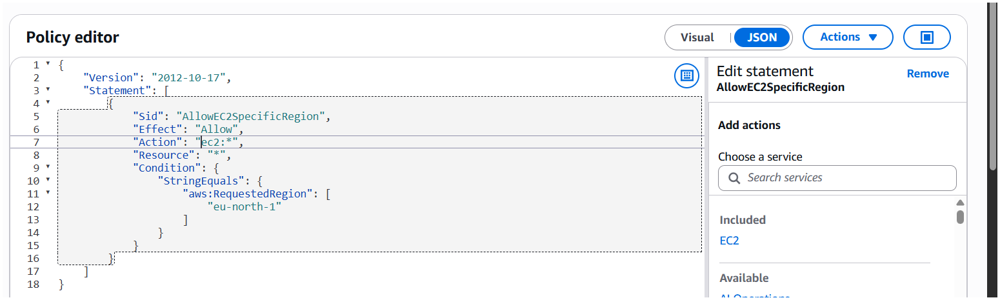 Policy editor
Visual
JSON
Actions
1 {
2 "Version": "2012-10-17",
3 "Statement": [
4 {
5 "Sid": "AllowEC2SpecificRegion",
6 "Effect": "Allow",
7 "Action": "ec2:*",
8 "Resource": "*",
9 "Condition": {
10 "StringEquals": {
11 "aws:RequestedRegion": [
12 "eu-north-1"
13 ]
14 }
15 }
16 }
17 ]
18 }
Edit statement
Remove
AllowEC2SpecificRegion
Add actions
Choose a service
Search services
Included
EC2
Available